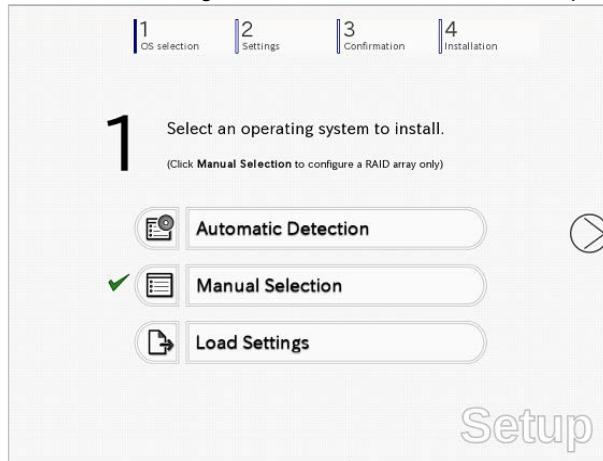 1
OS selection
2
Settings
3
Confirmation
4
Installation
1
Select an operating system to install.
(Click Manual Selection to configure a RAID array only)
Automatic Detection
Manual Selection
Load Settings
Setup